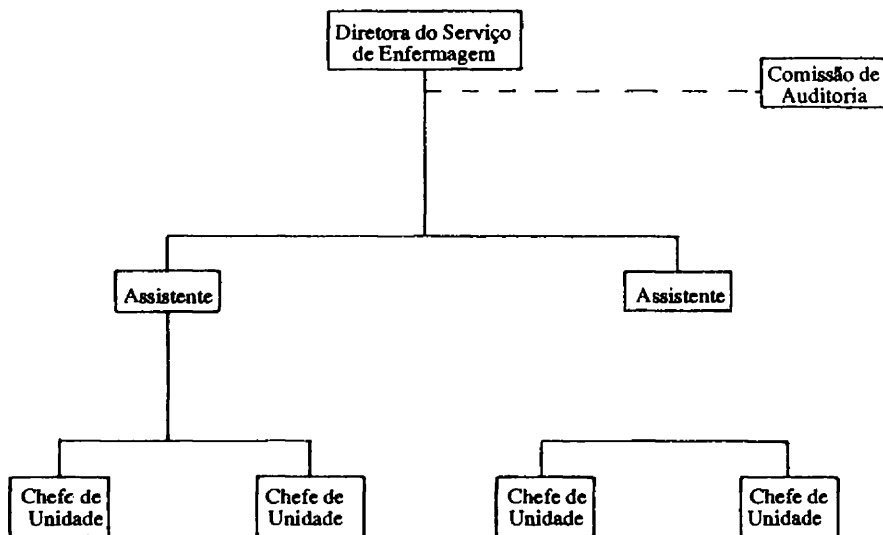 Diretora do Serviço
de Enfermagem
Comissão de
Auditoria
Assistente
Assistente
Chefe de
Unidade
Chefe de
Unidade
Chefe de
Unidade
Chefe de
Unidade